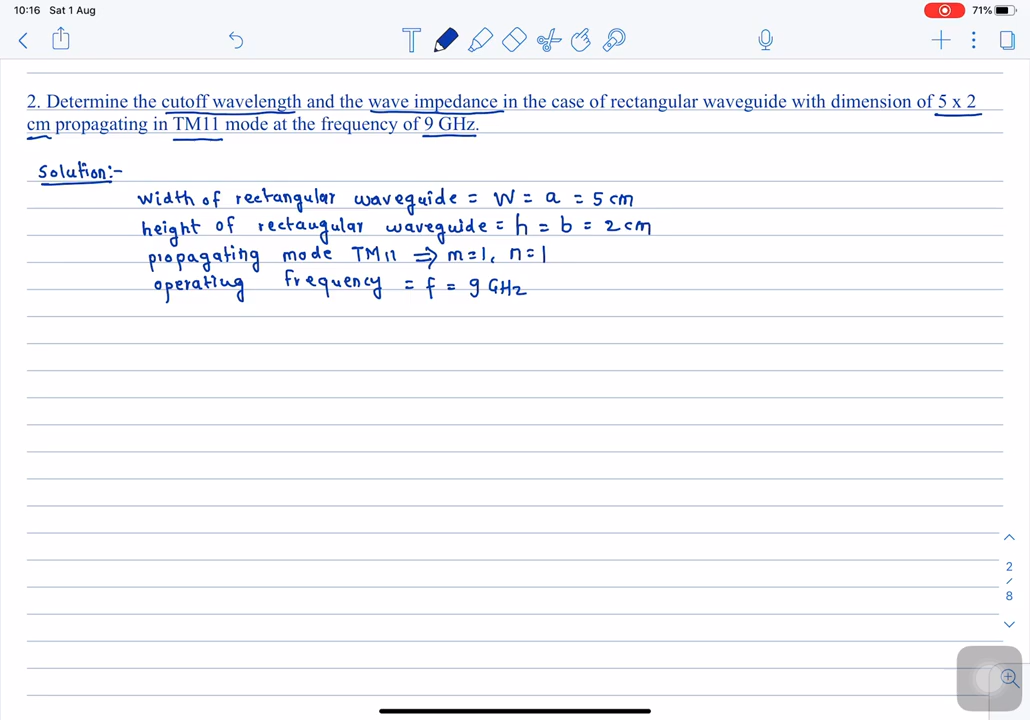 10:16 Sat 1 Aug
71%
2. Determine the cutoff wavelength and the wave impedance in the case of rectangular waveguide with dimension of 5 x 2
cm propagating in TM11 mode at the frequency of 9 GHz.
Solution:-
width of rectangular waveguide = W = a = 5 cm
height of rectangular waveguide = h = b = 2 cm
propagating mode TM11 ⇒ m=1, n=1
operating frequency = f = 9 GHz
2
/
8